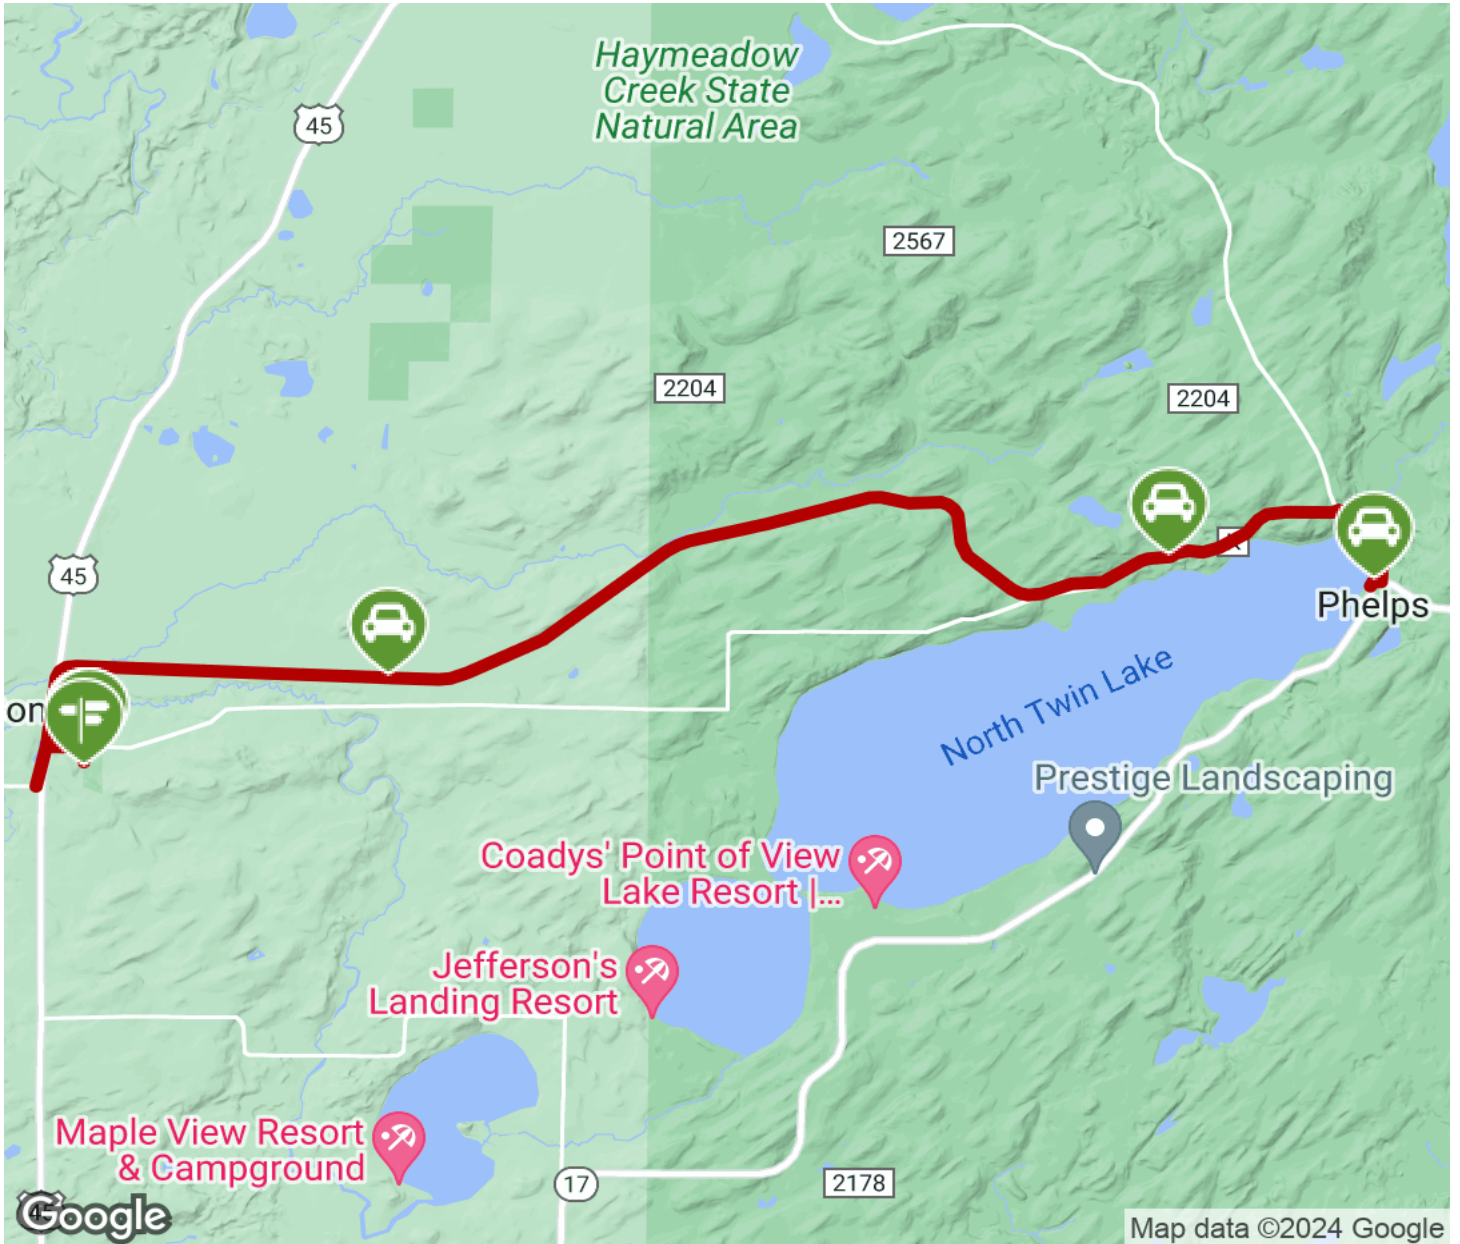 Haymeadow
Creek State
Natural Area
45
2567
2204
2204
45
Phelps
on
North Twin Lake
Prestige Landscaping
Coadys' Point of View
Lake Resort |...
Jefferson's
Landing Resort
Maple View Resort
& Campground
17
2178
45
Google
Map data ©2024 Google